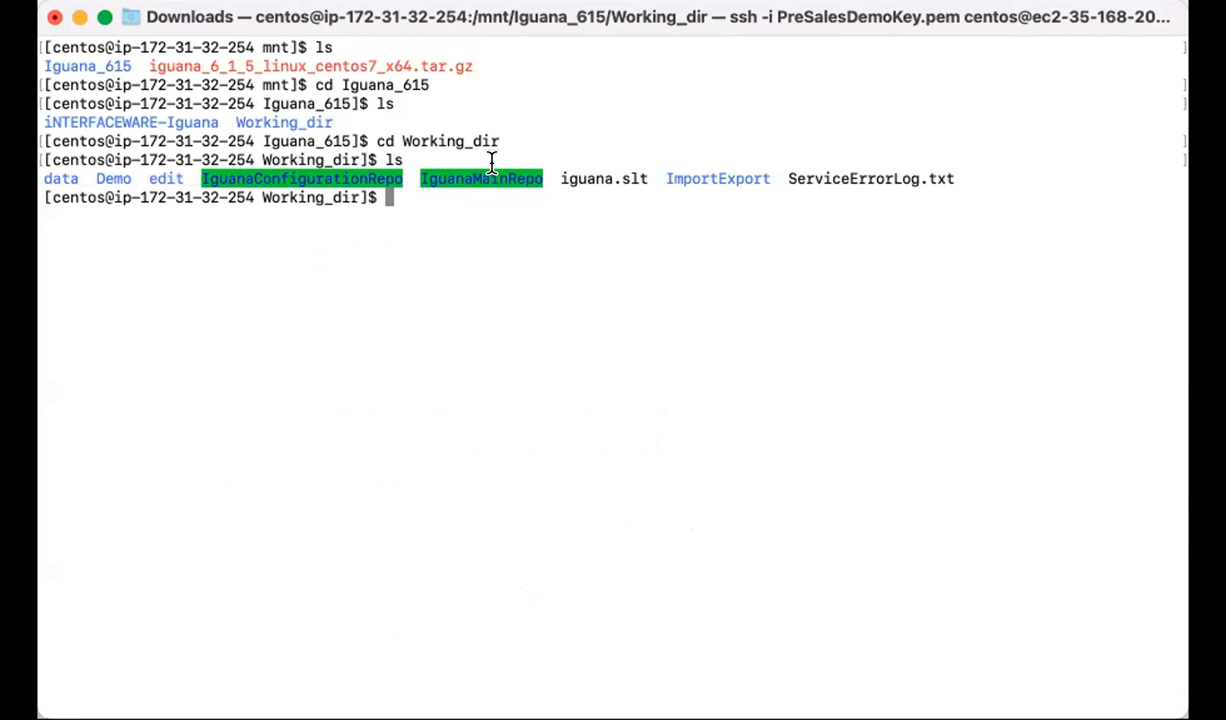 Downloads — centos@ip-172-31-32-254:/mnt/Iguana_615/Working_dir — ssh -i PreSalesDemoKey.pem centos@ec2-35-168-20...
[[centos@ip-172-31-32-254 mnt]$ ls ]
Iguana_615 iguana_6_1_5_linux_centos7_x64.tar.gz
[[centos@ip-172-31-32-254 mnt]$ cd Iguana_615 ]
[[centos@ip-172-31-32-254 Iguana_615]$ ls ]
iNTERFACEWARE-Iguana Working_dir
[[centos@ip-172-31-32-254 Iguana_615]$ cd Working_dir ]
[[centos@ip-172-31-32-254 Working_dir]$ ls ]
data Demo edit IguanaConfigurationRepo IguanaMainRepo iguana.slt ImportExport ServiceErrorLog.txt
[centos@ip-172-31-32-254 Working_dir]$